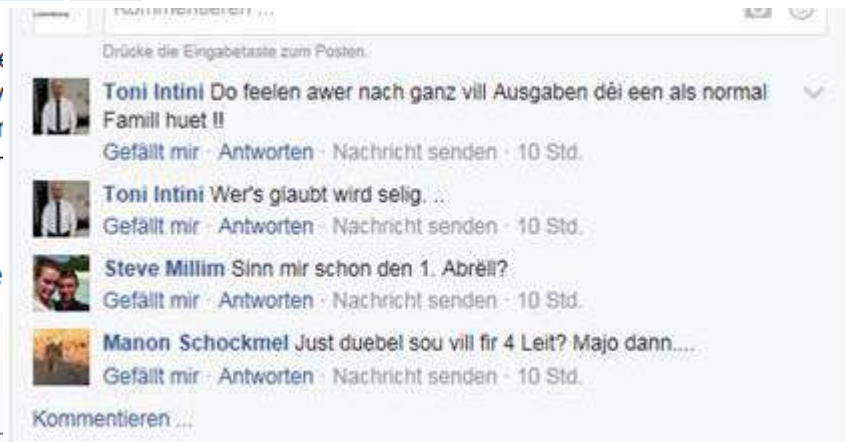 Kommentieren ...
Drücke die Eingabetaste zum Posten.
Toni Intini Do feelen awer nach ganz vill Ausgaben déi een als normal
Famill huet !!
Gefällt mir · Antworten · Nachricht senden · 10 Std.
Toni Intini Wer's glaubt wird selig. ..
Gefällt mir · Antworten · Nachricht senden · 10 Std.
Steve Millim Sinn mir schon den 1. Abrëll?
Gefällt mir · Antworten · Nachricht senden · 10 Std.
Manon Schockmel Just duebel sou vill fir 4 Leit? Majo dann....
Gefällt mir · Antworten · Nachricht senden · 10 Std.
Kommentieren ...